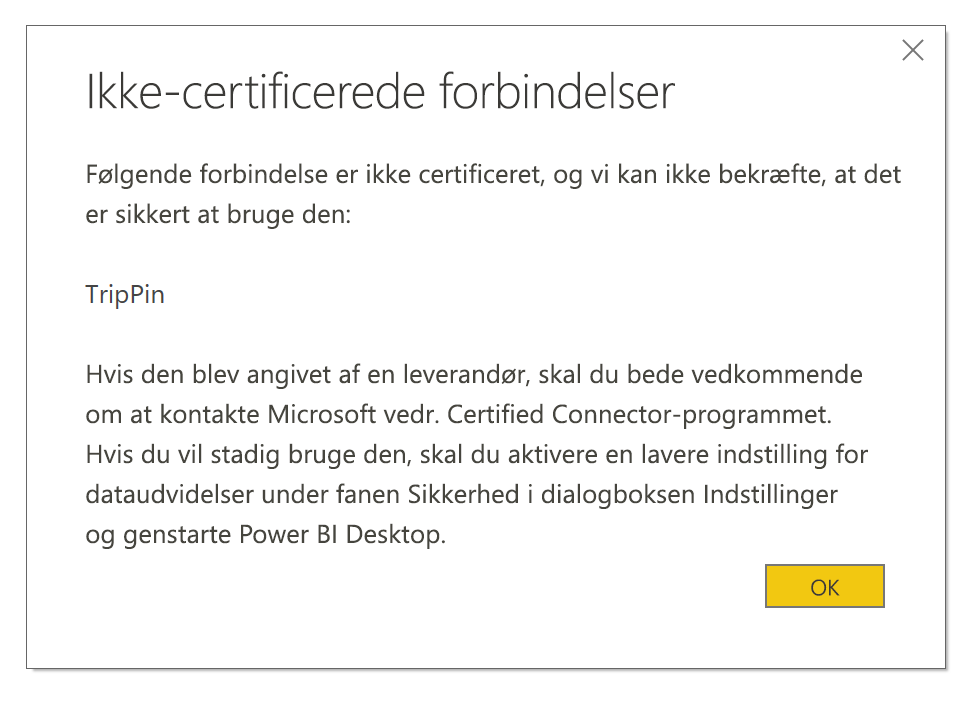 Ikke-certificerede forbindelser
Følgende forbindelse er ikke certificeret, og vi kan ikke bekræfte, at det
er sikkert at bruge den:
TripPin
Hvis den blev angivet af en leverandør, skal du bede vedkommende
om at kontakte Microsoft vedr. Certified Connector-programmet.
Hvis du vil stadig bruge den, skal du aktivere en lavere indstilling for
dataudvidelser under fanen Sikkerhed i dialogboksen Indstillinger
og genstarte Power BI Desktop.
OK